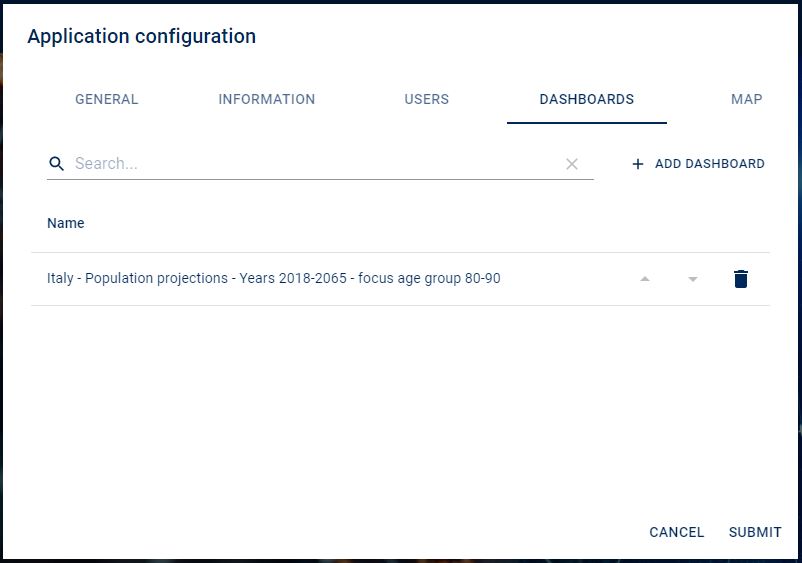 Application configuration
GENERAL INFORMATION USERS DASHBOARDS MAP
Search... ADD DASHBOARD
Name
Italy - Population projections - Years 2018-2065 - focus age group 80-90
CANCEL SUBMIT